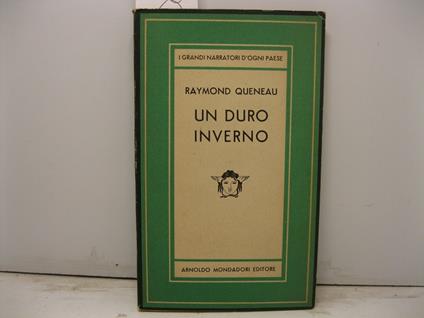 I GRANDI NARRATORI D'OGNI PAESE
RAYMOND QUENEAU
UN DURO
INVERNO
ARNOLDO MONDADORI EDITORE